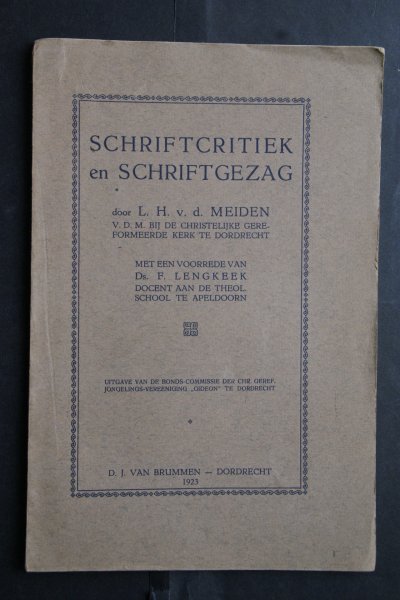 SCHRIFTCRITIEK
en SCHRIFTGEZAG
door L. H. v. d. MEIDEN
V. D. M. BIJ DE CHRISTELIJKE GERE-
FORMEERDE KERK TE DORDRECHT
MET EEN VOORREDE VAN
Ds. F. LENGKEEK
DOCENT AAN DE THEOL.
SCHOOL TE APELDOORN
UITGAVE VAN DE BONDS-COMMISSIE DER CHR. GEREF.
JONGELINGS-VEREENIGING „GIDEON” TE DORDRECHT
D. J. VAN BRUMMEN — DORDRECHT
1923